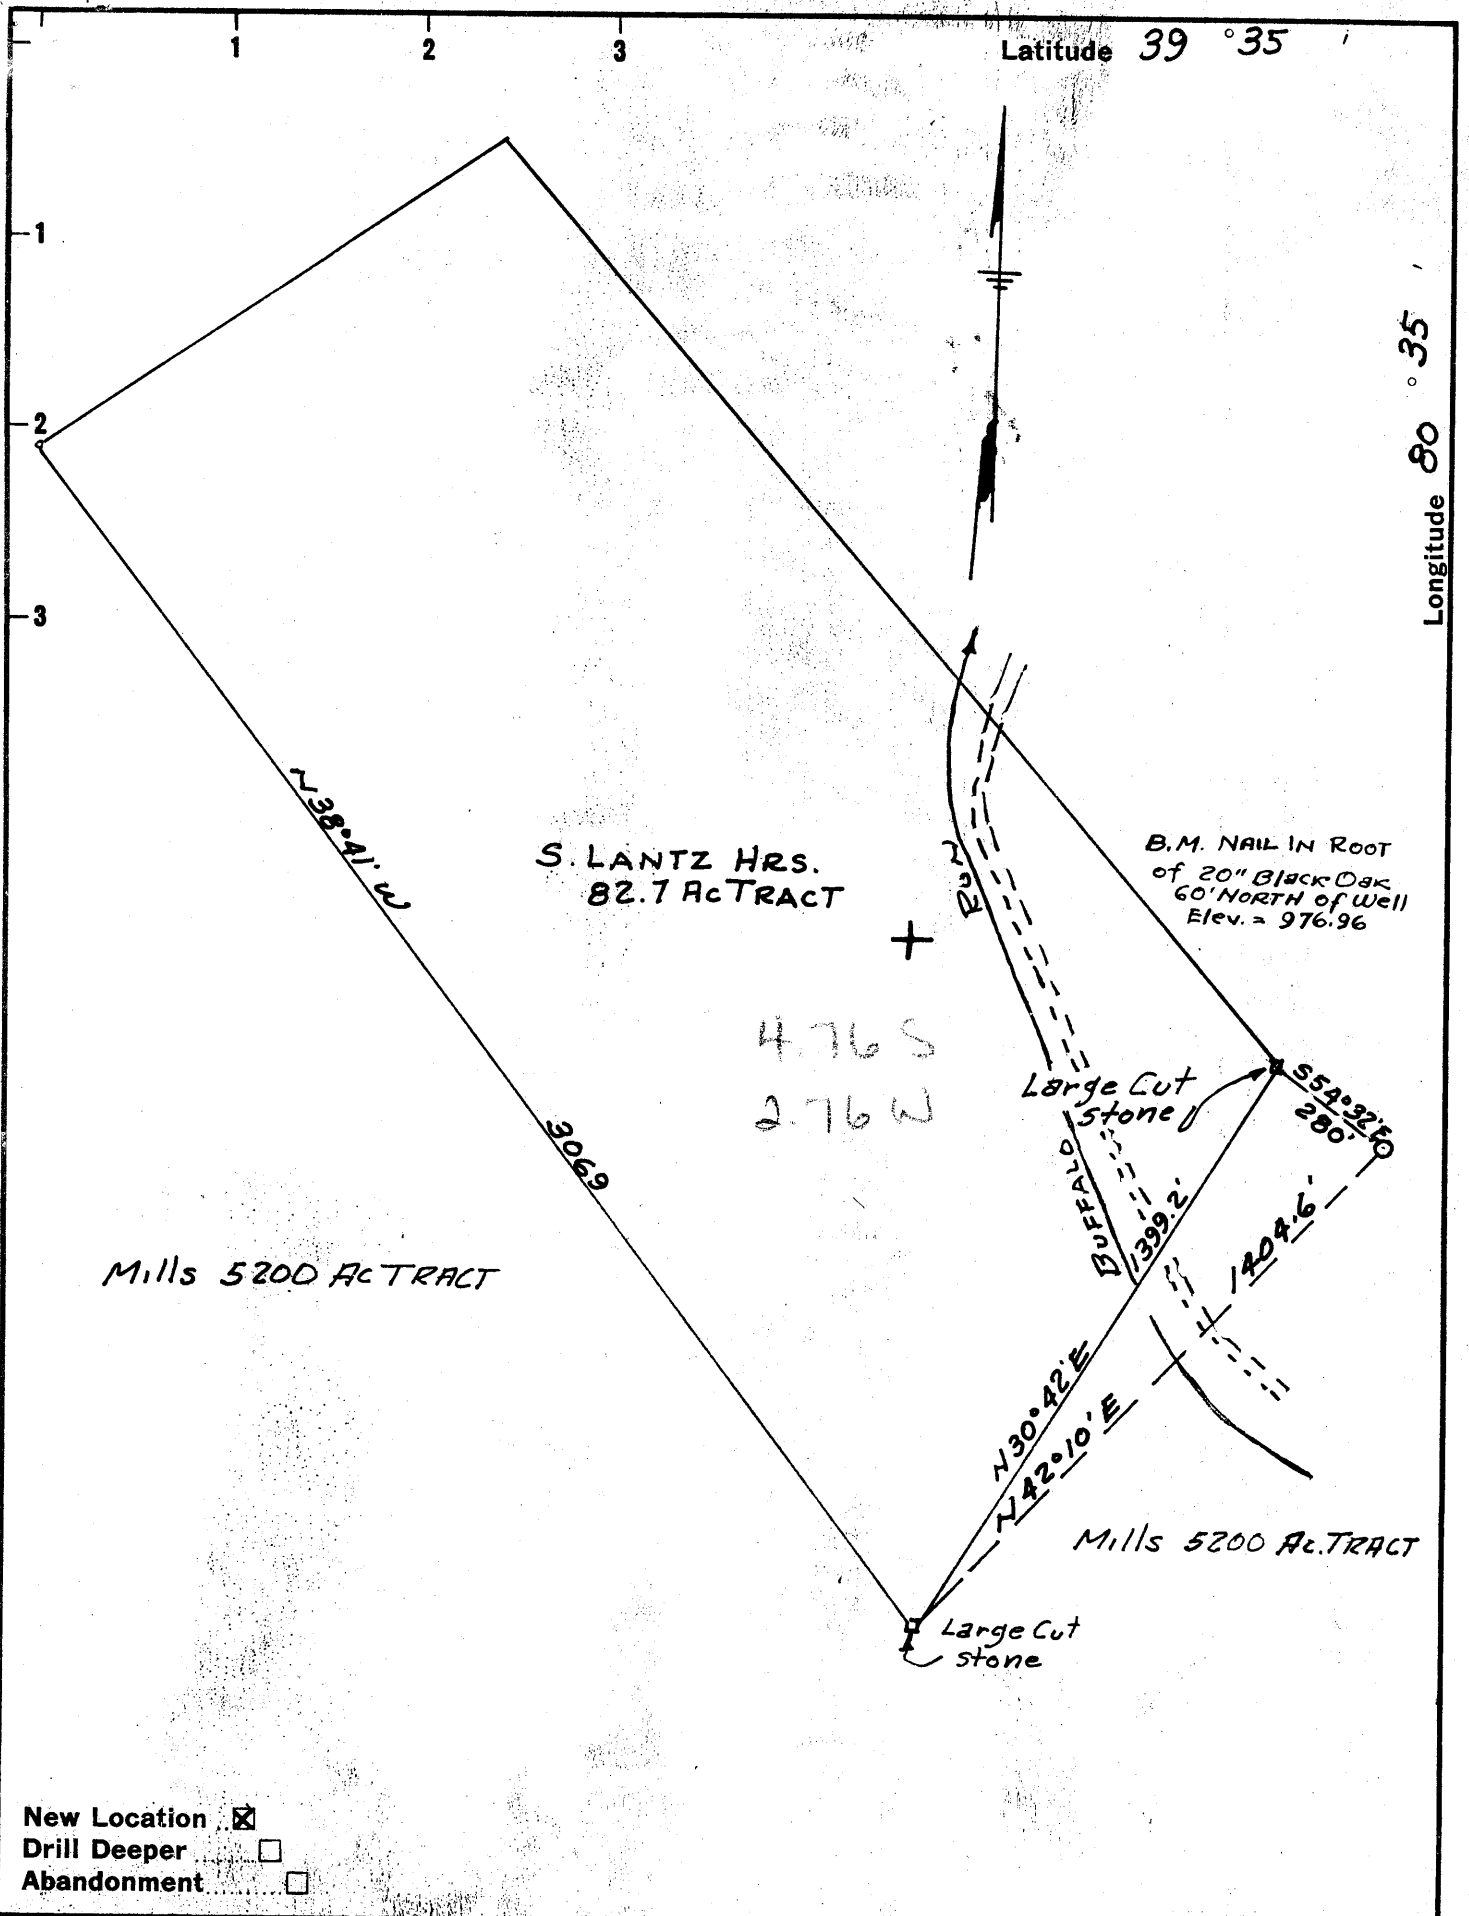 1 2 3
Latitude 39 ° 35 '
1
2
3
Longitude 80 ° 35 '
N38°41' W
3069
S. LANTZ HRS.
82.7 Ac TRACT
4.76 S
2.76 W
RUN
BUFFALO
B.M. NAIL IN ROOT
of 20" Black Oak
60' NORTH of Well
Elev. = 976.96
Large Cut
stone
S54°32'E
280'
1399.2'
1404.6'
N30°42'E
N42°10'E
Mills 5200 Ac TRACT
Mills 5200 Ac. TRACT
Large Cut
stone
New Location ☒
Drill Deeper ☐
Abandonment ☐